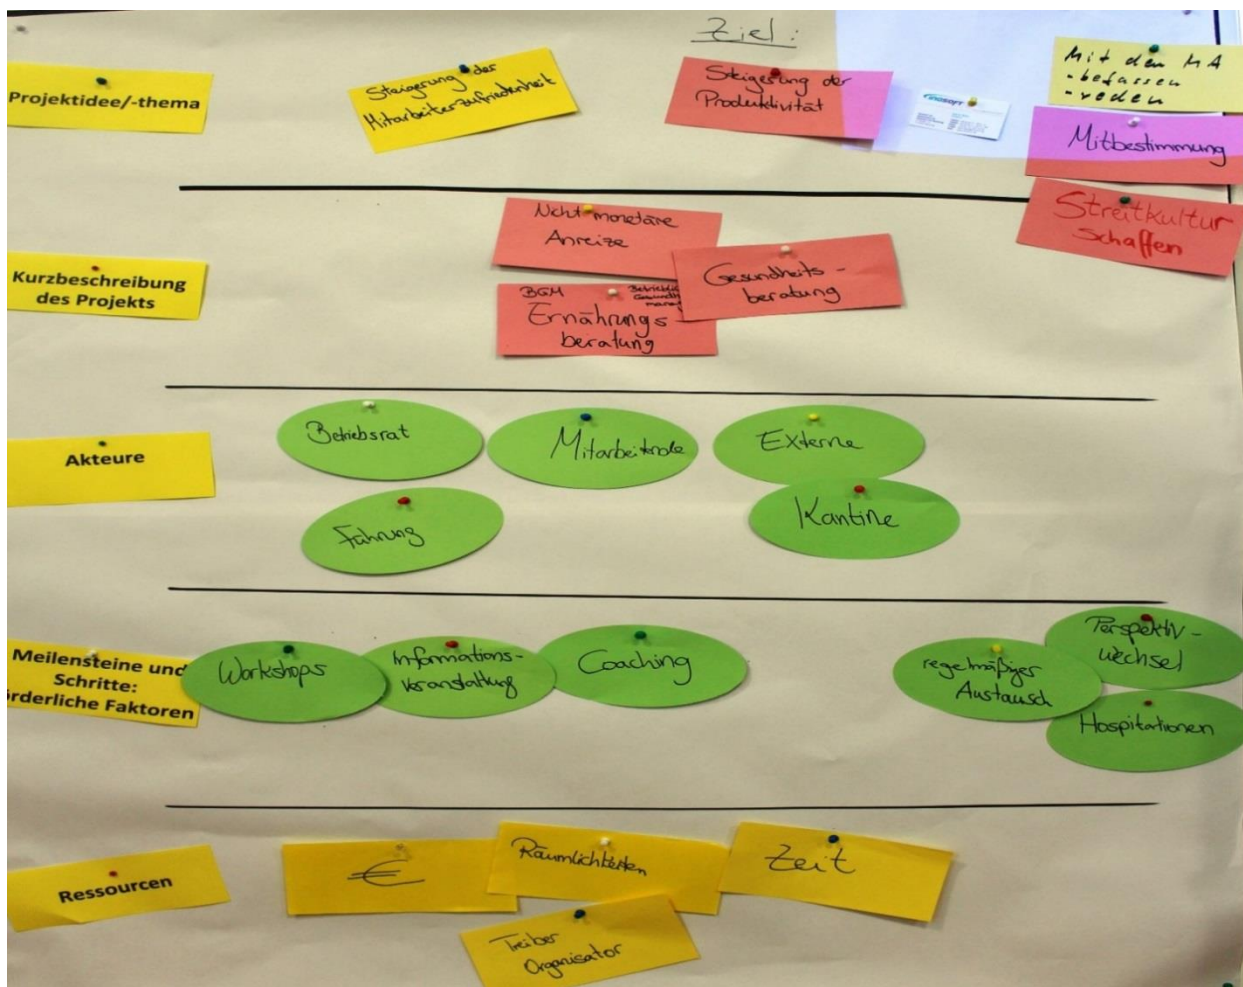 Ziel:
Projektidee/-thema
Steigerung der
Mitarbeiterzufriedenheit
Steigerung der
Produktivität
inosoft
Mit den MA
- befassen
- reden
Mitbestimmung
Streitkultur
schaffen
Kurzbeschreibung
des Projekts
Nicht monetäre
Anreize
Gesundheits-
beratung
BGM
Ernährungs-
beratung
Akteure
Betriebsrat
Mitarbeitende
Externe
Führung
Kantine
Meilensteine und
Schritte:
örderliche Faktoren
Workshops
Informations-
veranstaltung
Coaching
regelmäßiger
Austausch
Perspektiv-
wechsel
Hospitationen
Ressourcen
€
Räumlichkeiten
Zeit
Treiber
Organisator